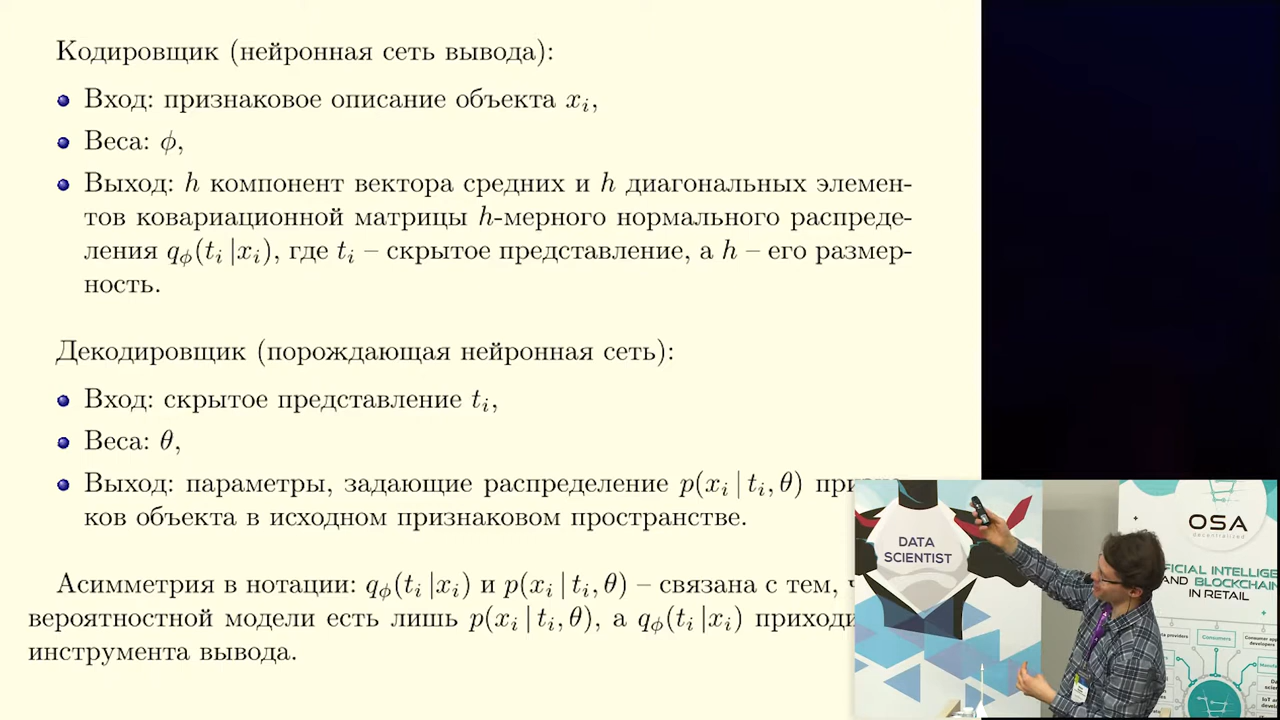 Кодировщик (нейронная сеть вывода):
Вход: признаковое описание объекта xᵢ,
Веса: ϕ,
Выход: h компонент вектора средних и h диагональных элемен-
тов ковариационной матрицы h-мерного нормального распреде-
ления qϕ(tᵢ | xᵢ), где tᵢ – скрытое представление, а h – его размер-
ность.
Декодировщик (порождающая нейронная сеть):
Вход: скрытое представление tᵢ,
Веса: θ,
Выход: параметры, задающие распределение p(xᵢ | tᵢ, θ)
ков объекта в исходном признаковом пространстве.
Асимметрия в нотации: qϕ(tᵢ | xᵢ) и p(xᵢ | tᵢ, θ) – связана с тем,
вероятностной модели есть лишь p(xᵢ | tᵢ, θ), а qϕ(tᵢ | xᵢ)
инструмента вывода.
DATA
SCIENTIST
OSA
decentralized
AND BLOCKCHAIN
IN RETAIL
Consumers